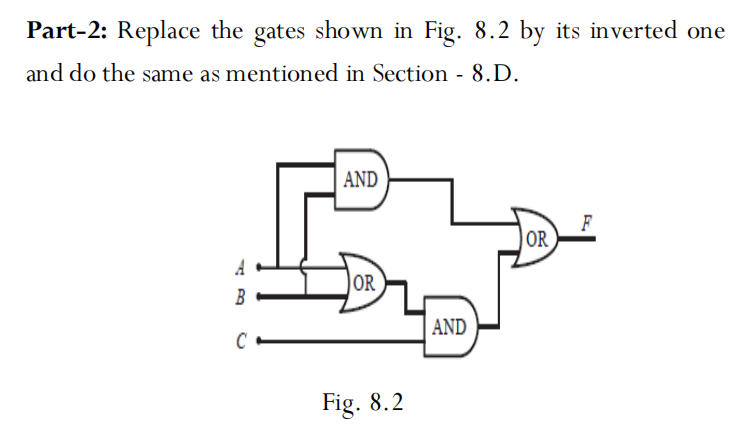 Part-2: Replace the gates shown in Fig. 8.2 by its inverted one
and do the same as mentioned in Section - 8.D.
AND
F
OR
A
OR
B
AND
C
Fig. 8.2